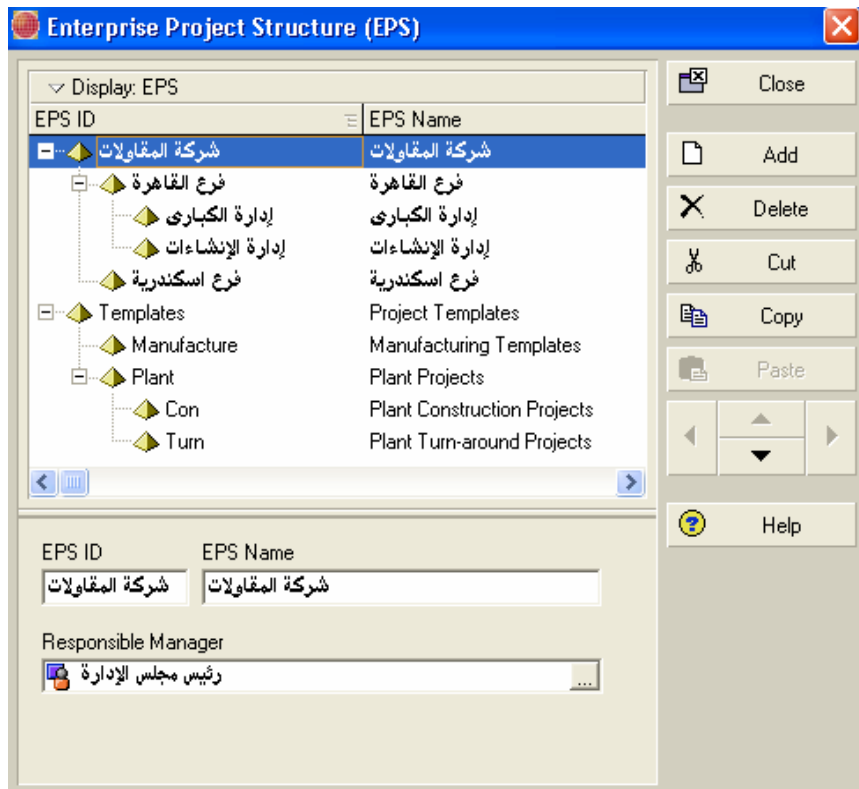 Enterprise Project Structure (EPS)
Display: EPS
EPS ID EPS Name
شركة المقاولات شركة المقاولات
فرع القاهرة فرع القاهرة
إدارة الكبارى إدارة الكبارى
إدارة الإنشاءات إدارة الإنشاءات
فرع اسكندرية فرع اسكندرية
Templates Project Templates
Manufacture Manufacturing Templates
Plant Plant Projects
Con Plant Construction Projects
Turn Plant Turn-around Projects
Close
Add
Delete
Cut
Copy
Paste
Help
EPS ID EPS Name
شركة المقاولات شركة المقاولات
Responsible Manager
رئيس مجلس الإدارة ...